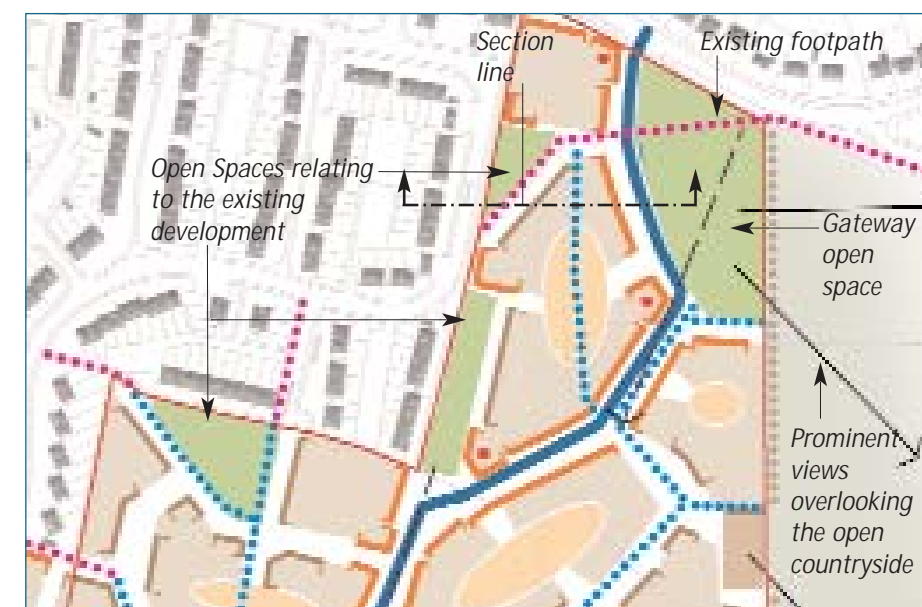 Section
line
Existing footpath
Open Spaces relating
to the existing
development
Gateway
open
space
Prominent
views
overlooking
the open
countryside